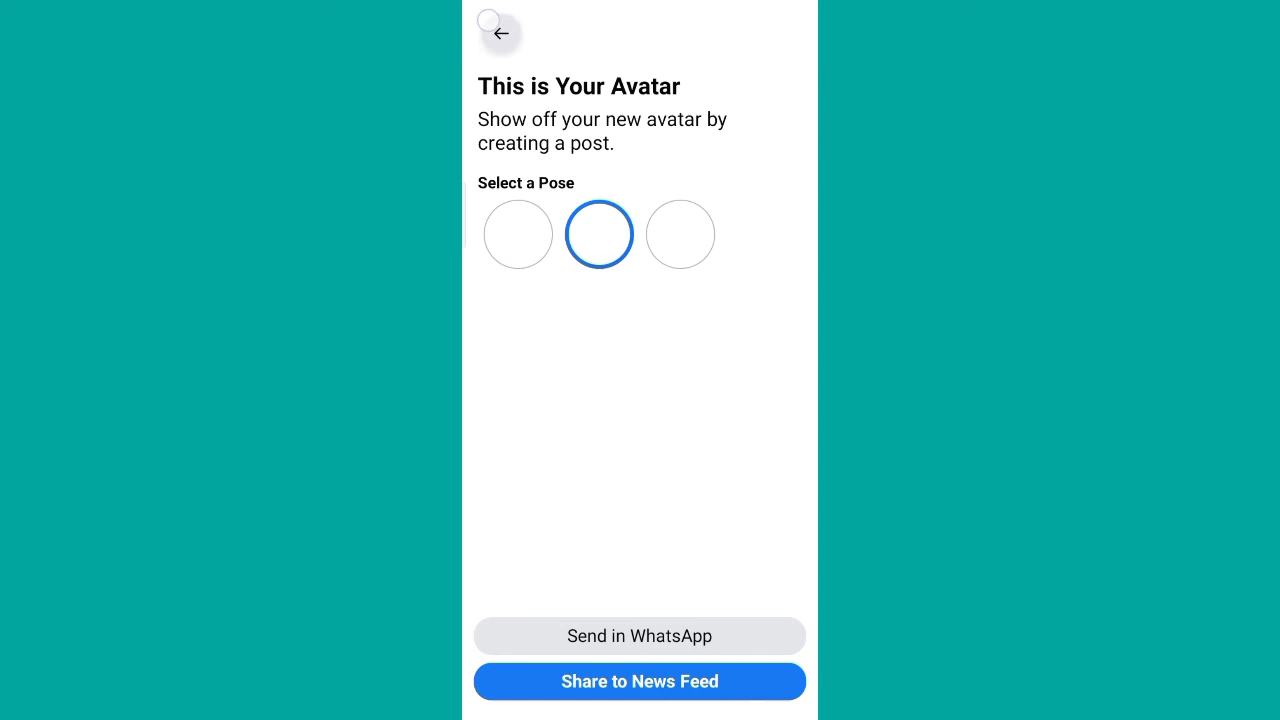 This is Your Avatar
Show off your new avatar by
creating a post.
Select a Pose
Send in WhatsApp
Share to News Feed